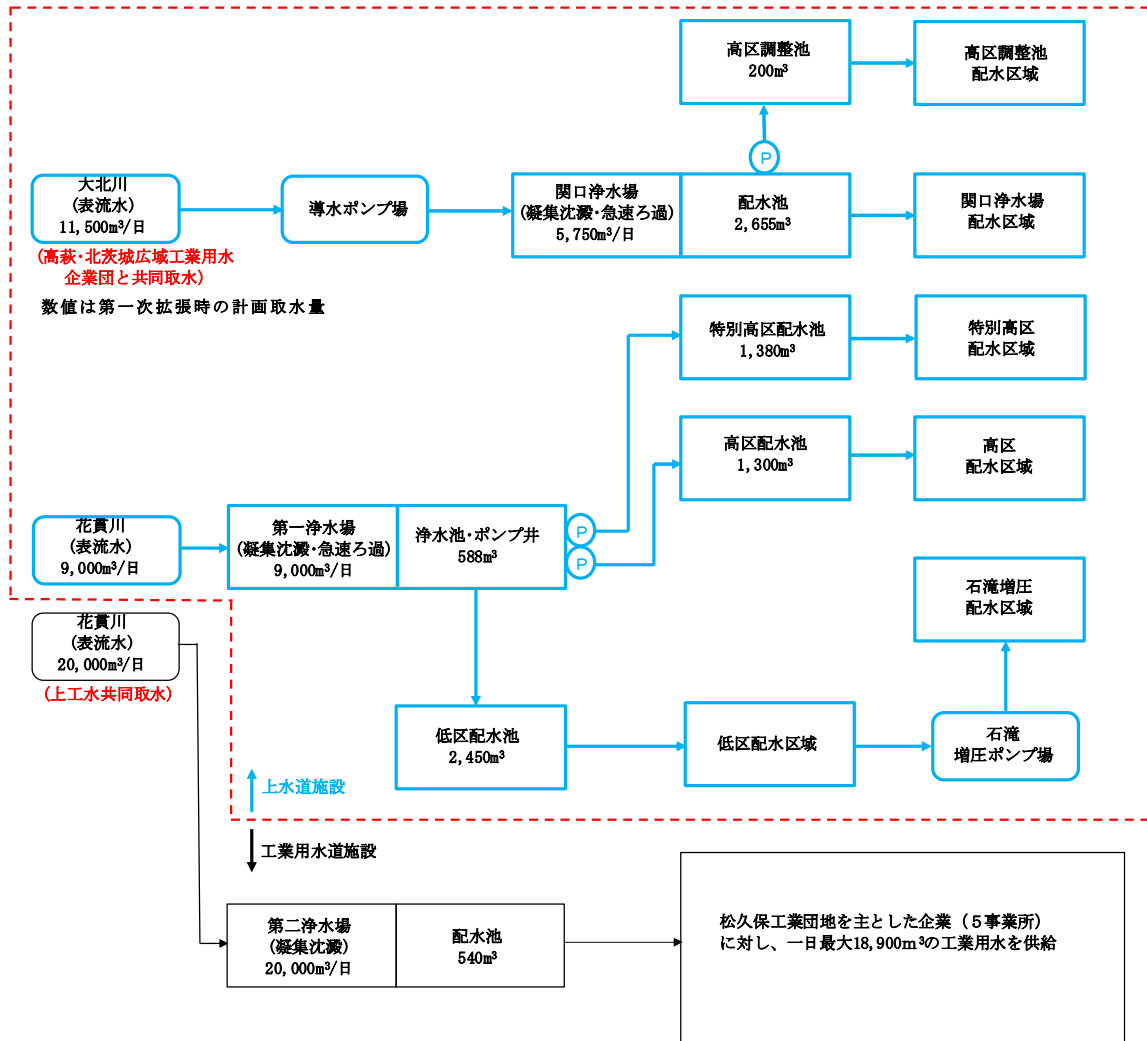 高区調整池
200m³
高区調整池
配水区域
P
大北川
(表流水)
11,500m³/日
導水ポンプ場
関口浄水場
(凝集沈澱・急速ろ過)
5,750m³/日
配水池
2,655m³
関口浄水場
配水区域
(高萩・北茨城広域工業用水
企業団と共同取水)
数値は第一次拡張時の計画取水量
特別高区配水池
1,380m³
特別高区
配水区域
高区配水池
1,300m³
高区
配水区域
花貫川
(表流水)
9,000m³/日
第一浄水場
(凝集沈澱・急速ろ過)
9,000m³/日
浄水池・ポンプ井
588m³
P
P
石滝増圧
配水区域
花貫川
(表流水)
20,000m³/日
(上工水共同取水)
低区配水池
2,450m³
低区配水区域
石滝
増圧ポンプ場
上水道施設
工業用水道施設
第二浄水場
(凝集沈澱)
20,000m³/日
配水池
540m³
松久保工業団地を主とした企業（5事業所）
に対し、一日最大18,900m³の工業用水を供給